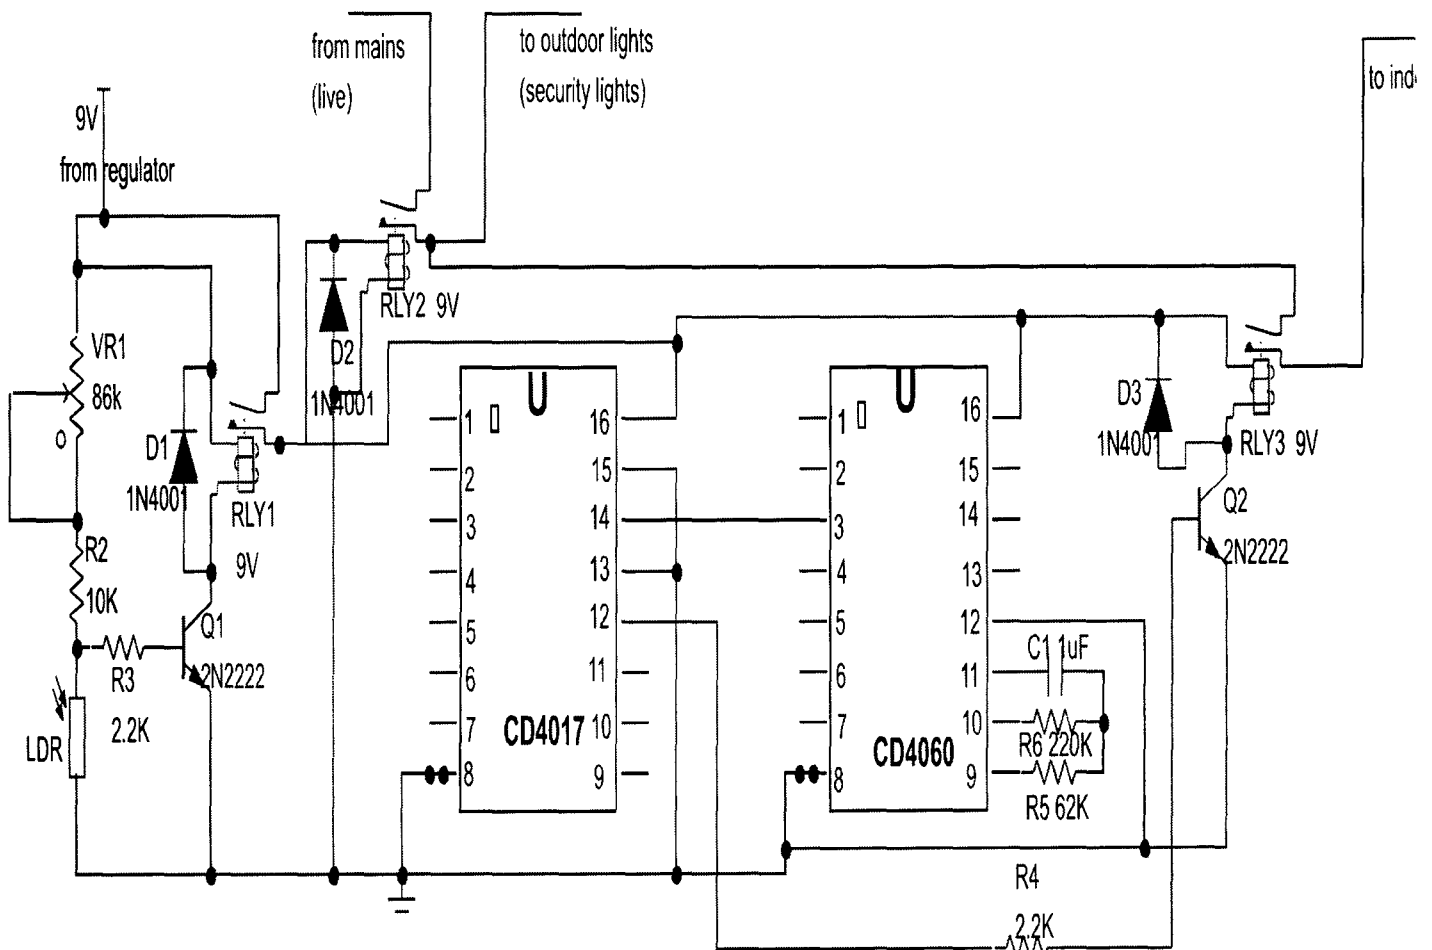 from mains
(live)
to outdoor lights
(security lights)
to ind
9V
from regulator
VR1
86k
RLY2 9V
D2
1N4001
D1
1N4001
RLY1
9V
R2
10K
Q1
2N2222
R3
2.2K
LDR
1 16
2 15
3 14
4 13
5 12
6 11
7 10
8 9
CD4017
1 16
2 15
3 14
4 13
5 12
6 11
7 10
8 9
CD4060
C1 1uF
R6 220K
R5 62K
R4
2.2K
D3
1N4001
RLY3 9V
Q2
2N2222